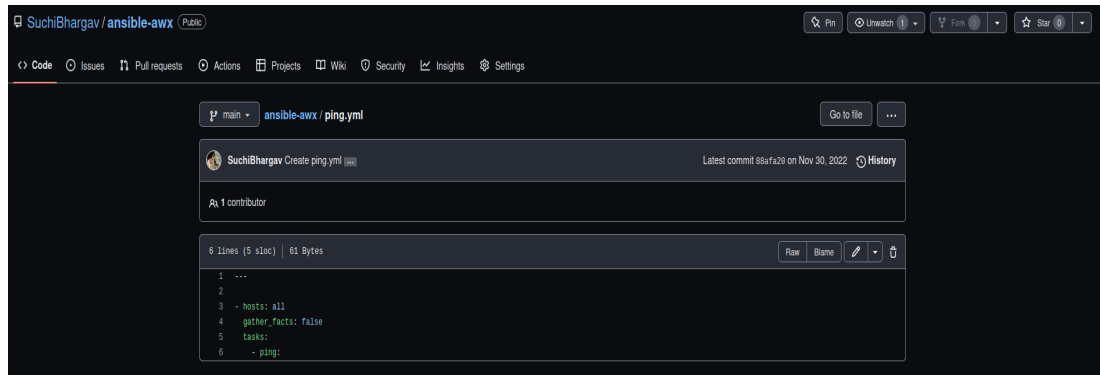 SuchiBhargav / ansible-awx Public
Pin Unwatch 1 Fork 0 Star 0
Code Issues Pull requests Actions Projects Wiki Security Insights Settings
main ansible-awx / ping.yml Go to file ...
SuchiBhargav Create ping.yml ... Latest commit 88afa20 on Nov 30, 2022 History
1 contributor
6 lines (5 sloc) | 61 Bytes Raw Blame
1 ---
2
3 - hosts: all
4 gather_facts: false
5 tasks:
6 - ping: